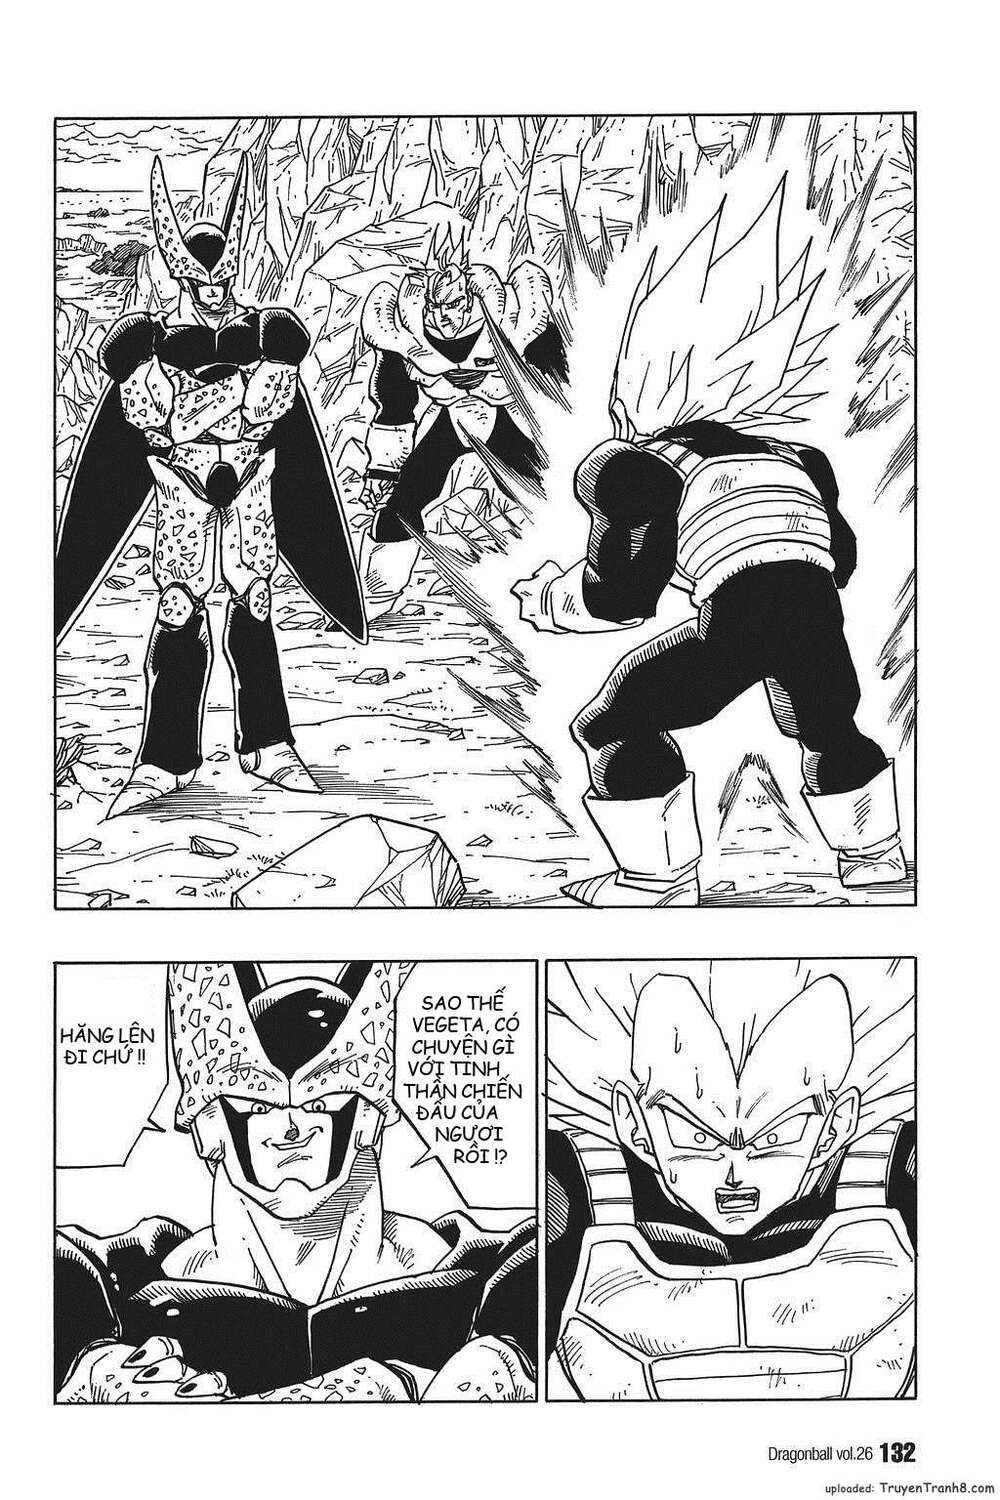 SAO THẾ
VEGETA, CÓ
CHUYỆN GÌ
VỚI TINH
THẦN CHIẾN
ĐẤU CỦA
NGƯƠI
RỒI !?
HĂNG LÊN
ĐI CHỨ !!
Dragonball vol.26 132
uploaded: TruyenTranh8.com